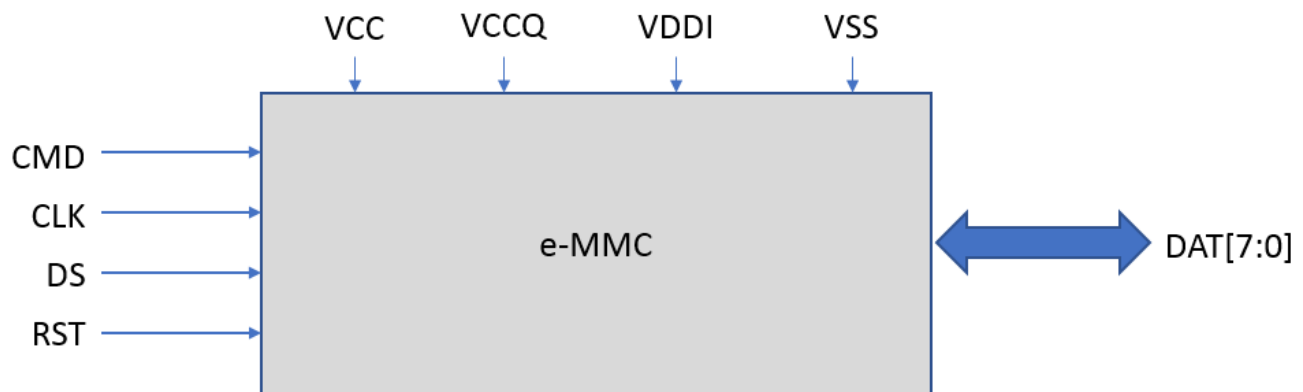 VCC VCCQ VDDI VSS
CMD
CLK
DS
RST
e-MMC
DAT[7:0]